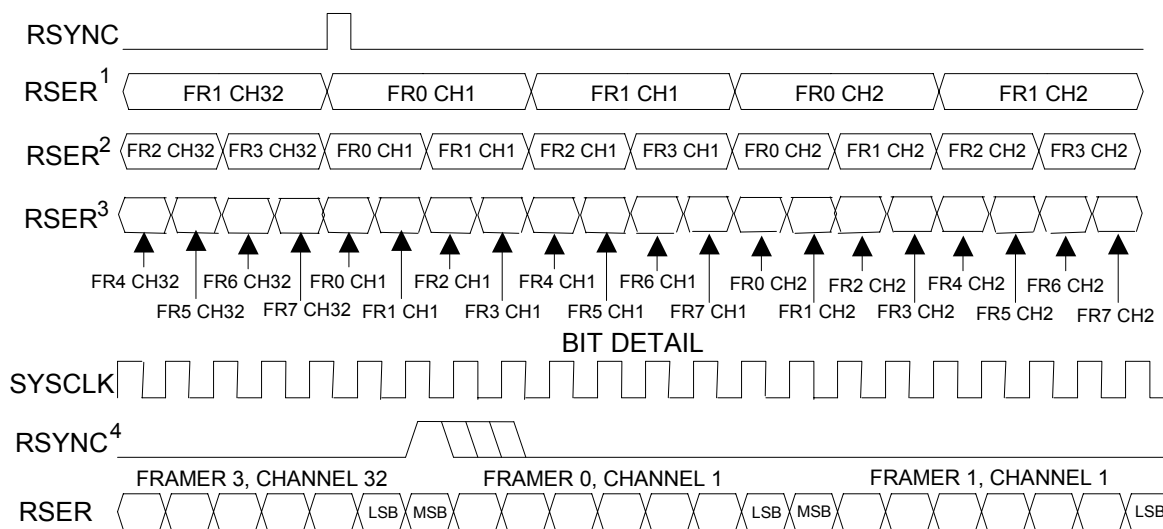 RSYNC
RSER1 FR1 CH32 FR0 CH1 FR1 CH1 FR0 CH2 FR1 CH2
RSER2 FR2 CH32 FR3 CH32 FR0 CH1 FR1 CH1 FR2 CH1 FR3 CH1 FR0 CH2 FR1 CH2 FR2 CH2 FR3 CH2
RSER3
FR4 CH32 FR6 CH32 FR0 CH1 FR2 CH1 FR4 CH1 FR6 CH1 FR0 CH2 FR2 CH2 FR4 CH2 FR6 CH2
FR5 CH32 FR7 CH32 FR1 CH1 FR3 CH1 FR5 CH1 FR7 CH1 FR1 CH2 FR3 CH2 FR5 CH2 FR7 CH2
BIT DETAIL
SYSCLK
RSYNC4
FRAMER 3, CHANNEL 32 FRAMER 0, CHANNEL 1 FRAMER 1, CHANNEL 1
RSER LSB MSB LSB MSB LSB